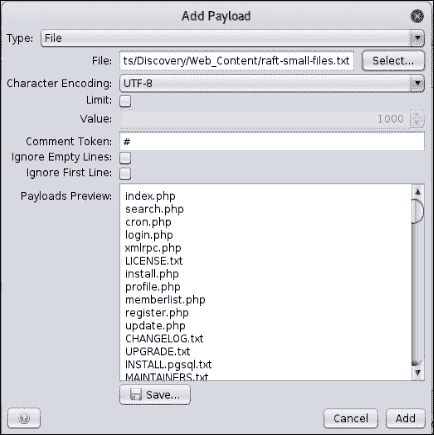 Add Payload
Type: File
File: ts/Discovery/Web_Content/raft-small-files.txt Select...
Character Encoding: UTF-8
Limit:
Value: 1000
Comment Token: #
Ignore Empty Lines:
Ignore First Line:
Payloads Preview: index.php
search.php
cron.php
login.php
xmlrpc.php
LICENSE.txt
install.php
profile.php
memberlist.php
register.php
update.php
CHANGELOG.txt
UPGRADE.txt
INSTALL.pgsql.txt
MAINTAINERS.txt
Save...
Cancel Add